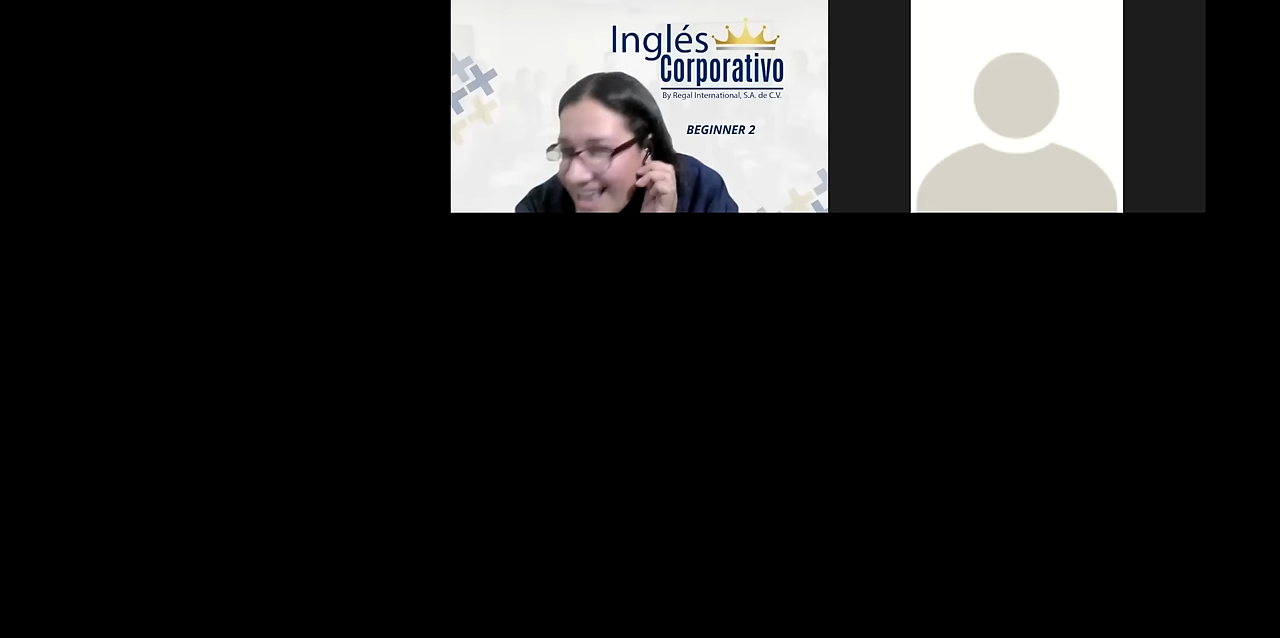 Inglés
Corporativo
By Regal International, S.A. de C.V.
BEGINNER 2